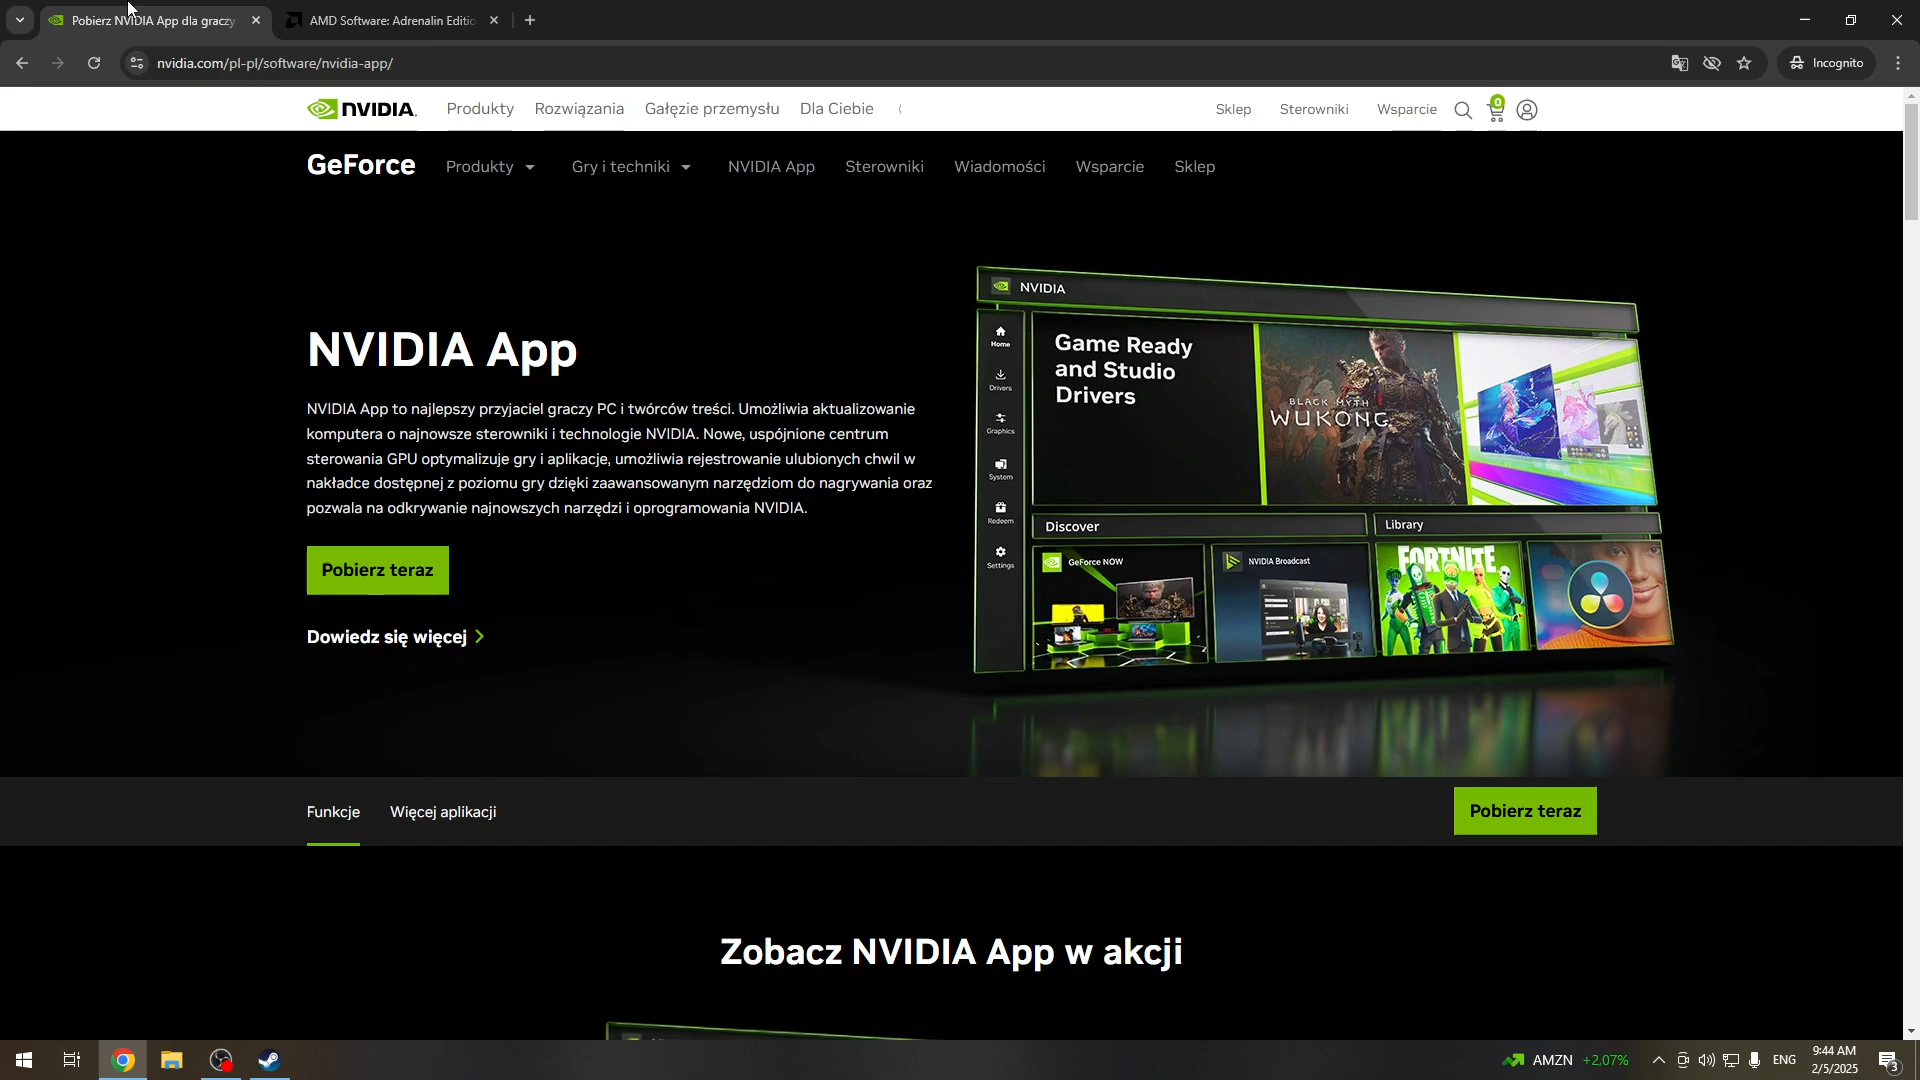 Pobierz NVIDIA App dla graczy
AMD Software: Adrenalin Editio
nvidia.com/pl-pl/software/nvidia-app/
Incognito
NVIDIA.
Produkty
Rozwiązania
Gałęzie przemysłu
Dla Ciebie
Sklep
Sterowniki
Wsparcie
0
GeForce
Produkty
Gry i techniki
NVIDIA App
Sterowniki
Wiadomości
Wsparcie
Sklep
NVIDIA App
NVIDIA App to najlepszy przyjaciel graczy PC i twórców treści. Umożliwia aktualizowanie
komputera o najnowsze sterowniki i technologie NVIDIA. Nowe, uspójnione centrum
sterowania GPU optymalizuje gry i aplikacje, umożliwia rejestrowanie ulubionych chwil w
nakładce dostępnej z poziomu gry dzięki zaawansowanym narzędziom do nagrywania oraz
pozwala na odkrywanie najnowszych narzędzi i oprogramowania NVIDIA.
Pobierz teraz
Dowiedz się więcej
NVIDIA
Home
Drivers
Graphics
System
Redeem
Settings
Game Ready
and Studio
Drivers
BLACK MYTH
WUKONG
Discover
Library
GeForce NOW
NVIDIA Broadcast
FORTNITE
Funkcje
Więcej aplikacji
Pobierz teraz
Zobacz NVIDIA App w akcji
AMZN +2,07%
ENG
9:44 AM
2/5/2025
3